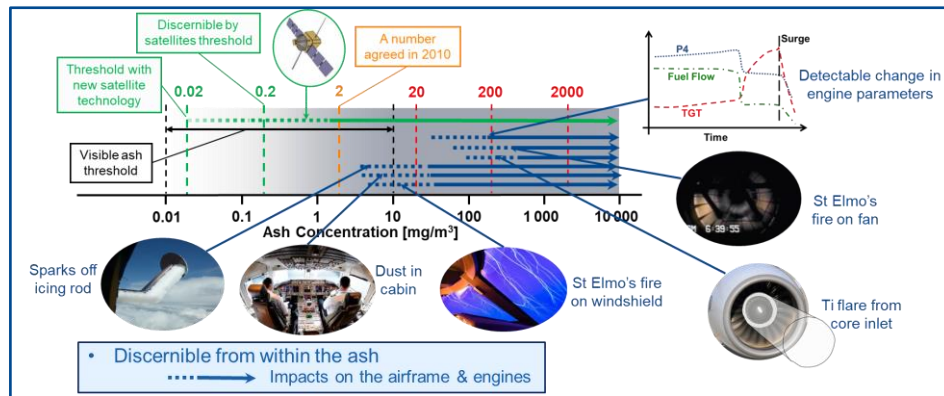 Discernible by
satellites threshold
A number
agreed in 2010
Threshold with
new satellite
technology
0.02
0.2
2
20
200
2000
Visible ash
threshold
0.01
0.1
1
10
100
1 000
10 000
Ash Concentration [mg/m³]
Surge
P4
Fuel Flow
TGT
Time
Detectable change in
engine parameters
St Elmo's fire
on fan
6:39:55
Sparks off
icing rod
Dust in
cabin
St Elmo's fire
on windshield
Ti flare from
core inlet
• Discernible from within the ash
Impacts on the airframe & engines